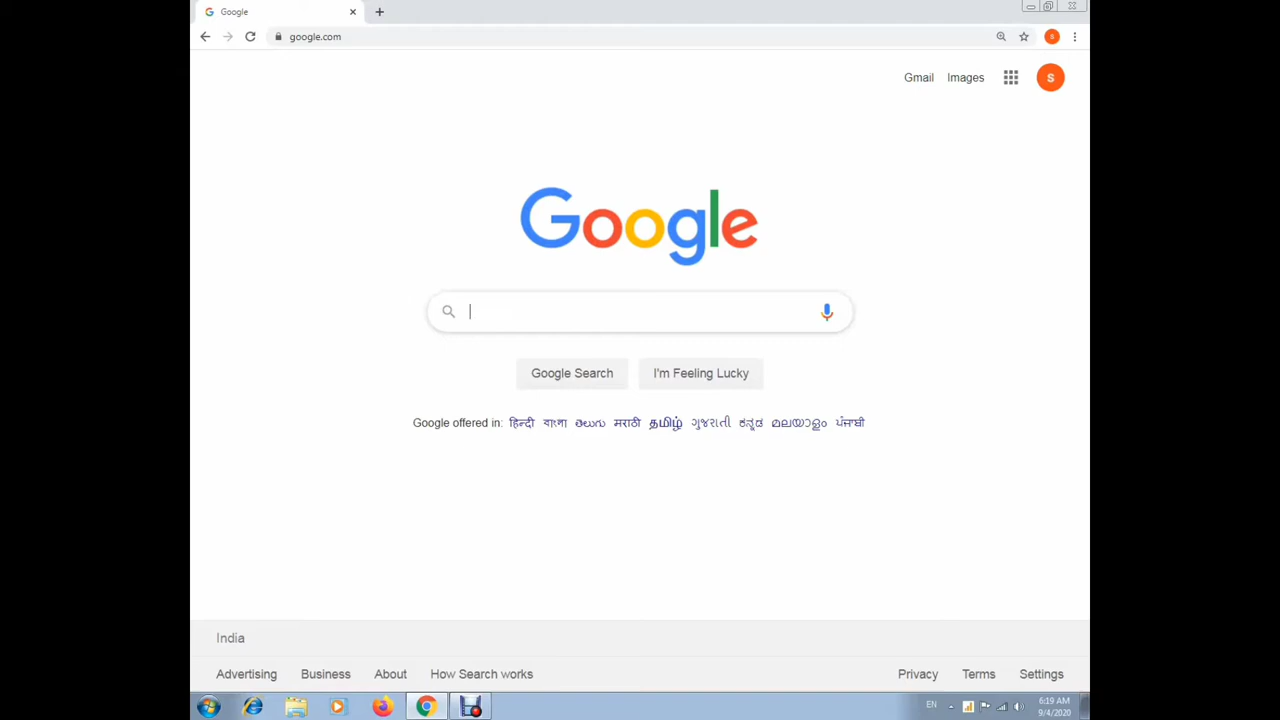 Google
google.com
S
Gmail Images
S
Google
Google Search I'm Feeling Lucky
Google offered in: हिन्दी বাংলা తెలుగు मराठी தமிழ் ગુજરાતી ಕನ್ನಡ മലയാളം ਪੰਜਾਬੀ
India
Advertising Business About How Search works Privacy Terms Settings
EN 6:19 AM
9/4/2020